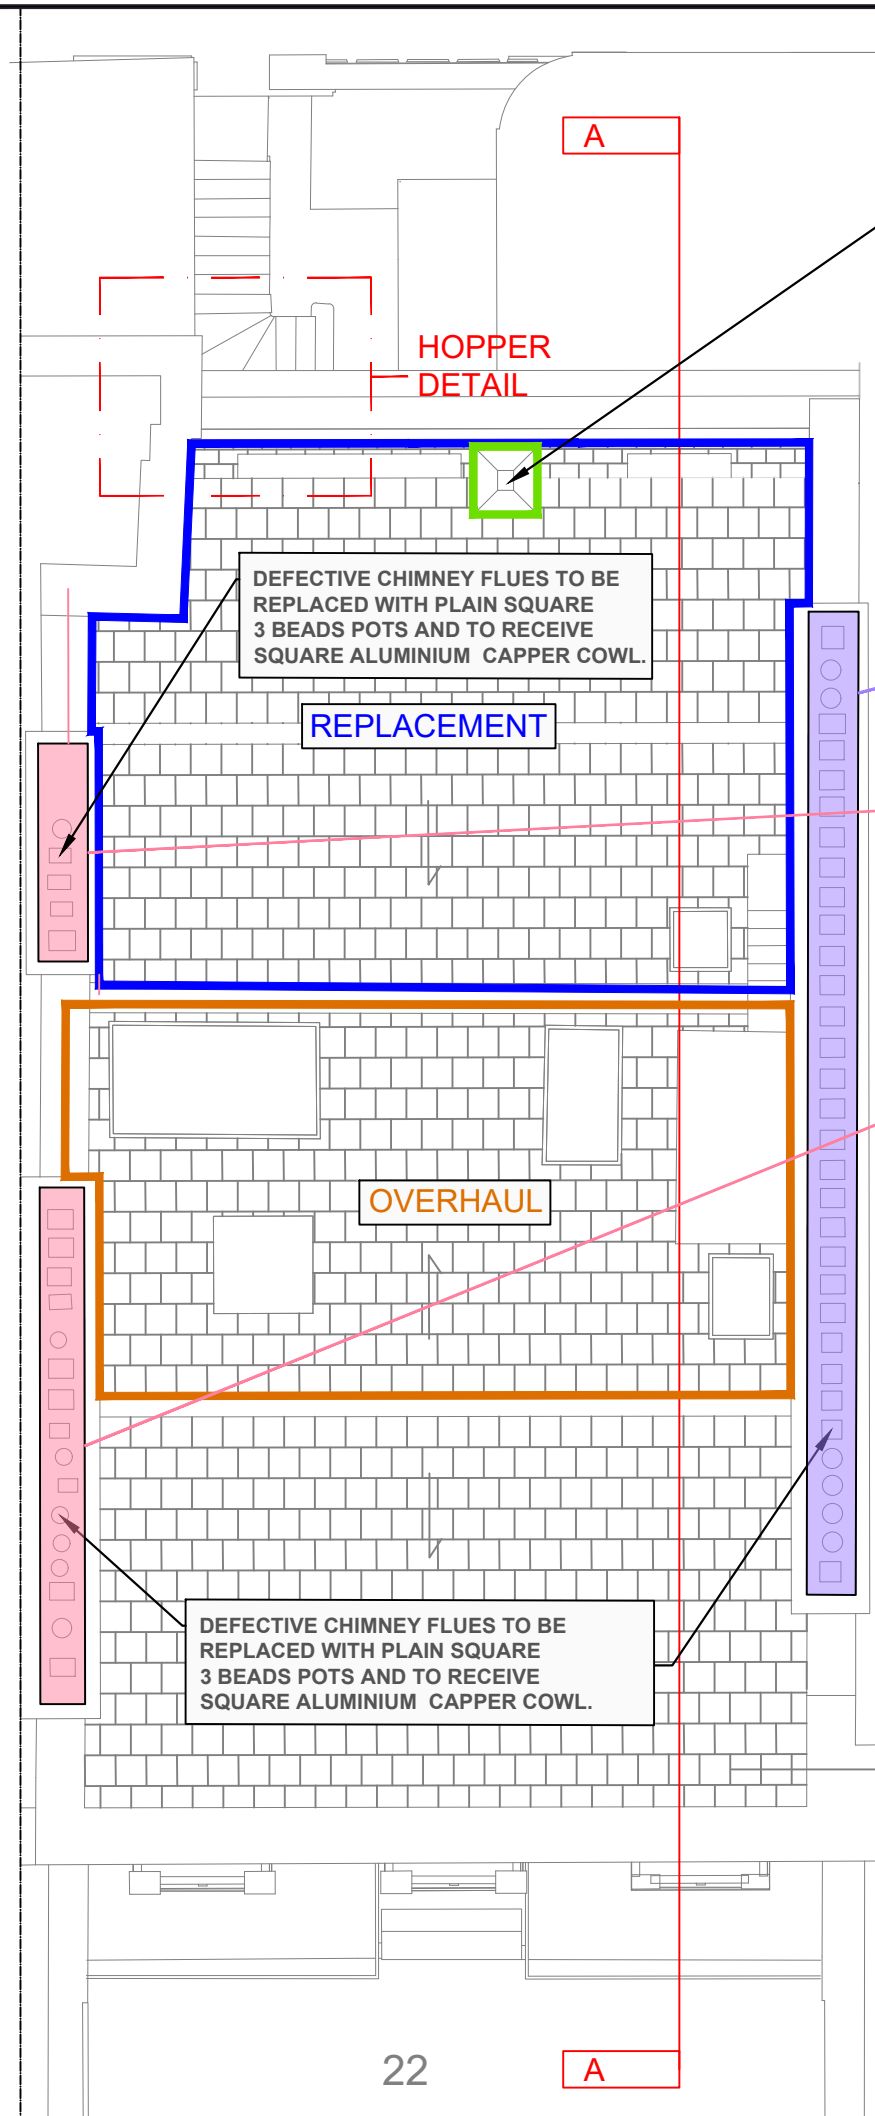 A
HOPPER
DETAIL
DEFECTIVE CHIMNEY FLUES TO BE
REPLACED WITH PLAIN SQUARE
3 BEADS POTS AND TO RECEIVE
SQUARE ALUMINIUM CAPPER COWL.
REPLACEMENT
OVERHAUL
DEFECTIVE CHIMNEY FLUES TO BE
REPLACED WITH PLAIN SQUARE
3 BEADS POTS AND TO RECEIVE
SQUARE ALUMINIUM CAPPER COWL.
22
A